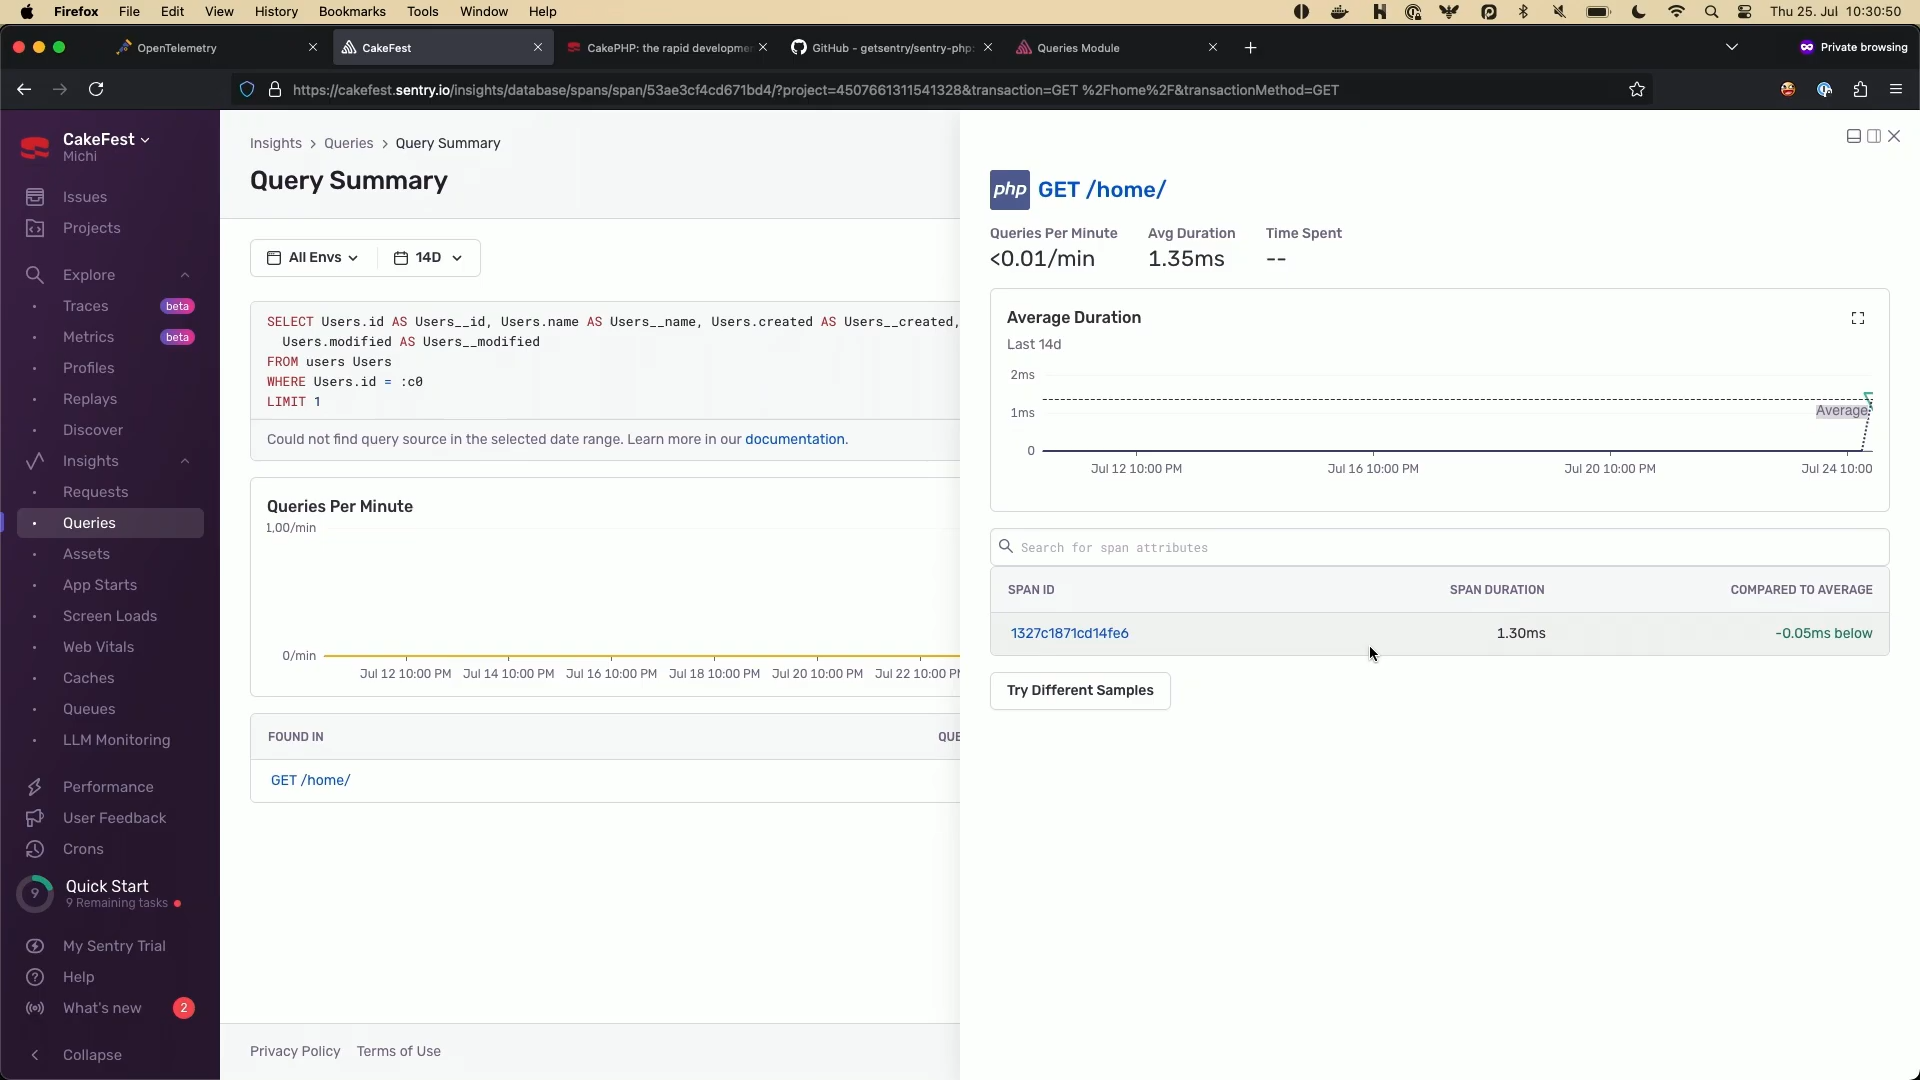 Firefox File Edit View History Bookmarks Tools Window Help Thu 25. Jul 10:30:50
OpenTelemetry
CakeFest
CakePHP: the rapid developme
GitHub - getsentry/sentry-php:
Queries Module
Private browsing
https://cakefest.sentry.io/insights/database/spans/span/53ae3cf4cd671bd4/?project=4507661311541328&transaction=GET %2Fhome%2F&transactionMethod=GET
CakeFest
Michi
Issues
Projects
Explore
Traces beta
Metrics beta
Profiles
Replays
Discover
Insights
Requests
Queries
Assets
App Starts
Screen Loads
Web Vitals
Caches
Queues
LLM Monitoring
Performance
User Feedback
Crons
9
Quick Start
9 Remaining tasks
My Sentry Trial
Help
What's new 2
Collapse
Insights > Queries > Query Summary
Query Summary
All Envs 14D
SELECT Users.id AS Users__id, Users.name AS Users__name, Users.created AS Users__created,
Users.modified AS Users__modified
FROM users Users
WHERE Users.id = :c0
LIMIT 1
Could not find query source in the selected date range. Learn more in our documentation.
Queries Per Minute
1,00/min
0/min
Jul 12 10:00 PM Jul 14 10:00 PM Jul 16 10:00 PM Jul 18 10:00 PM Jul 20 10:00 PM Jul 22 10:00 PM
FOUND IN QUE
GET /home/
Privacy Policy Terms of Use
php GET /home/
Queries Per Minute Avg Duration Time Spent
<0.01/min 1.35ms --
Average Duration
Last 14d
2ms
1ms
0
Average
Jul 12 10:00 PM Jul 16 10:00 PM Jul 20 10:00 PM Jul 24 10:00
Search for span attributes
SPAN ID SPAN DURATION COMPARED TO AVERAGE
1327c1871cd14fe6 1.30ms -0.05ms below
Try Different Samples